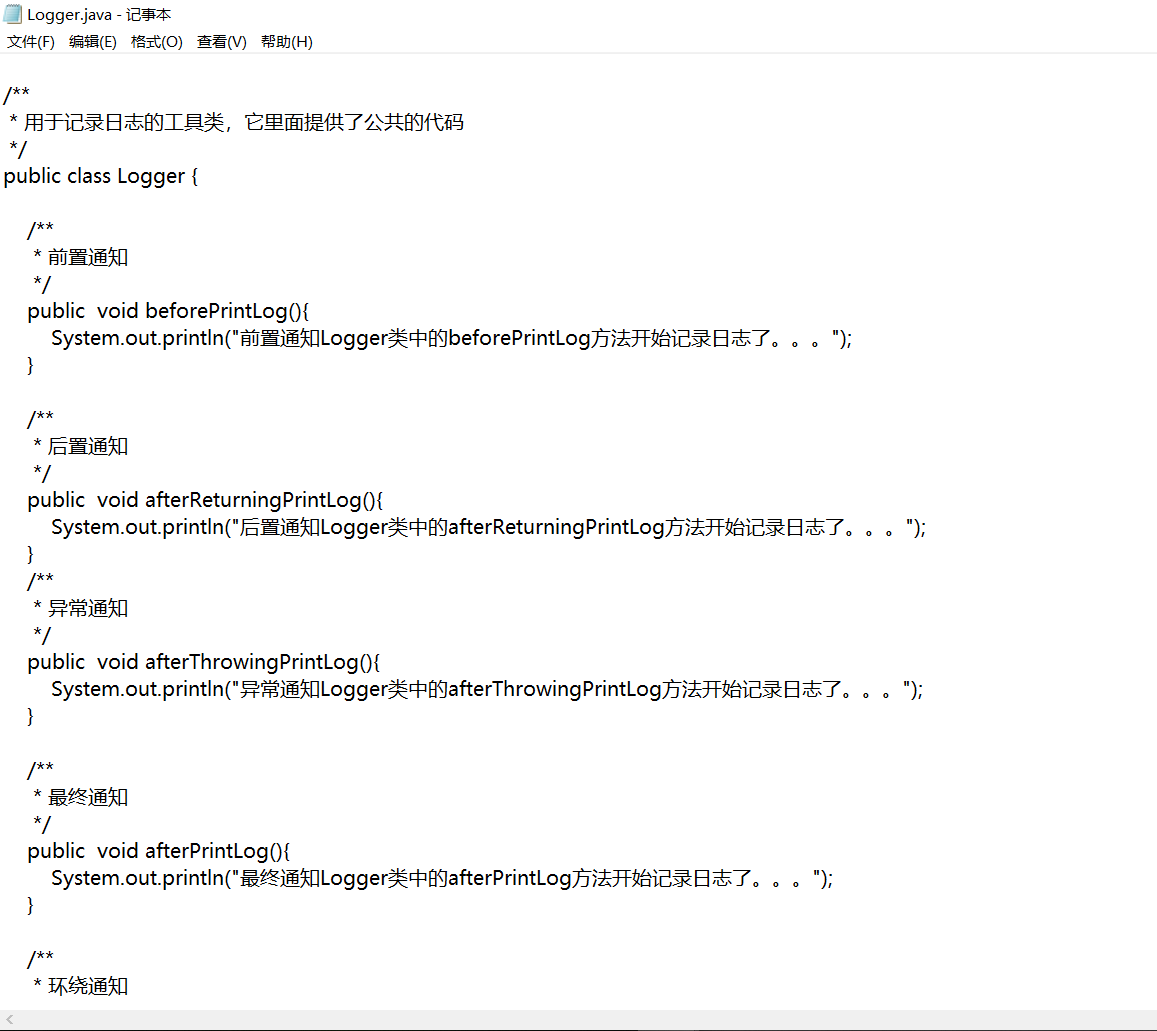 Logger.java - 记事本
文件(F) 编辑(E) 格式(O) 查看(V) 帮助(H)
/**
 * 用于记录日志的工具类，它里面提供了公共的代码
 */
public class Logger {
    /**
     * 前置通知
     */
    public  void beforePrintLog(){
        System.out.println("前置通知Logger类中的beforePrintLog方法开始记录日志了。。。");
    }
    /**
     * 后置通知
     */
    public  void afterReturningPrintLog(){
        System.out.println("后置通知Logger类中的afterReturningPrintLog方法开始记录日志了。。。");
    }
    /**
     * 异常通知
     */
    public  void afterThrowingPrintLog(){
        System.out.println("异常通知Logger类中的afterThrowingPrintLog方法开始记录日志了。。。");
    }
    /**
     * 最终通知
     */
    public  void afterPrintLog(){
        System.out.println("最终通知Logger类中的afterPrintLog方法开始记录日志了。。。");
    }
    /**
     * 环绕通知